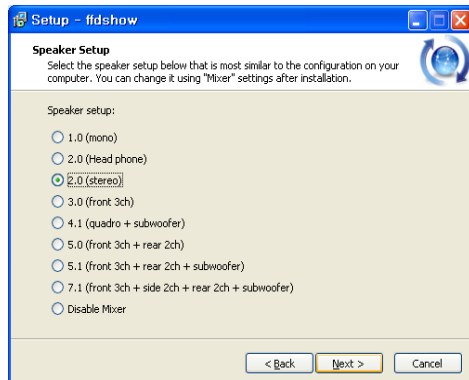 Setup - ffdshow
Speaker Setup
Select the speaker setup below that is most similar to the configuration on your
computer. You can change it using "Mixer" settings after installation.
Speaker setup:
1.0 (mono)
2.0 (Head phone)
2.0 (stereo)
3.0 (front 3ch)
4.1 (quadro + subwoofer)
5.0 (front 3ch + rear 2ch)
5.1 (front 3ch + rear 2ch + subwoofer)
7.1 (front 3ch + side 2ch + rear 2ch + subwoofer)
Disable Mixer
< Back Next > Cancel